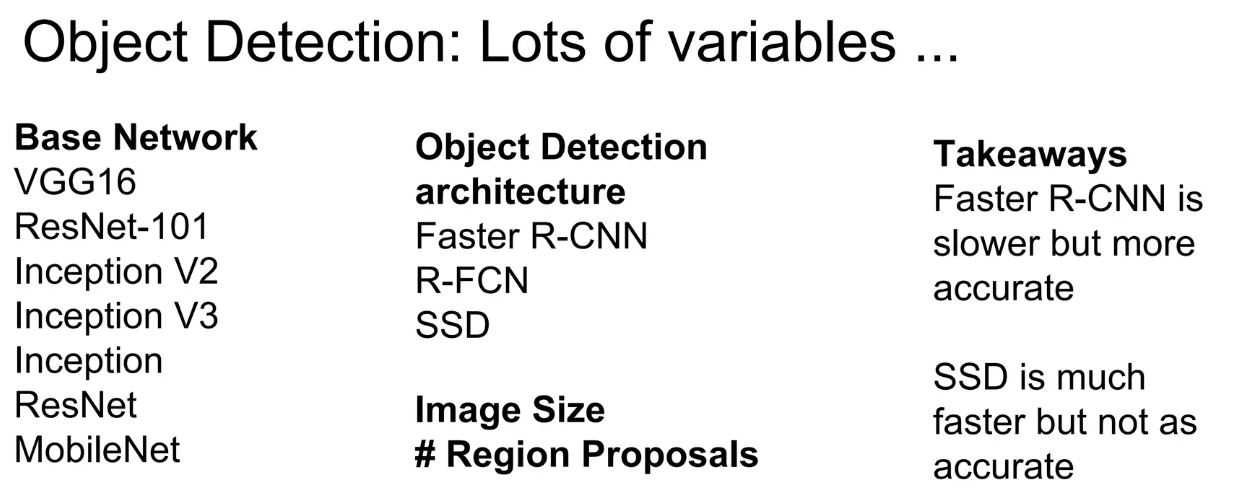 Object Detection: Lots of variables ...
Base Network
VGG16
ResNet-101
Inception V2
Inception V3
Inception
ResNet
MobileNet
Object Detection
architecture
Faster R-CNN
R-FCN
SSD
Image Size
# Region Proposals
Takeaways
Faster R-CNN is
slower but more
accurate
SSD is much
faster but not as
accurate